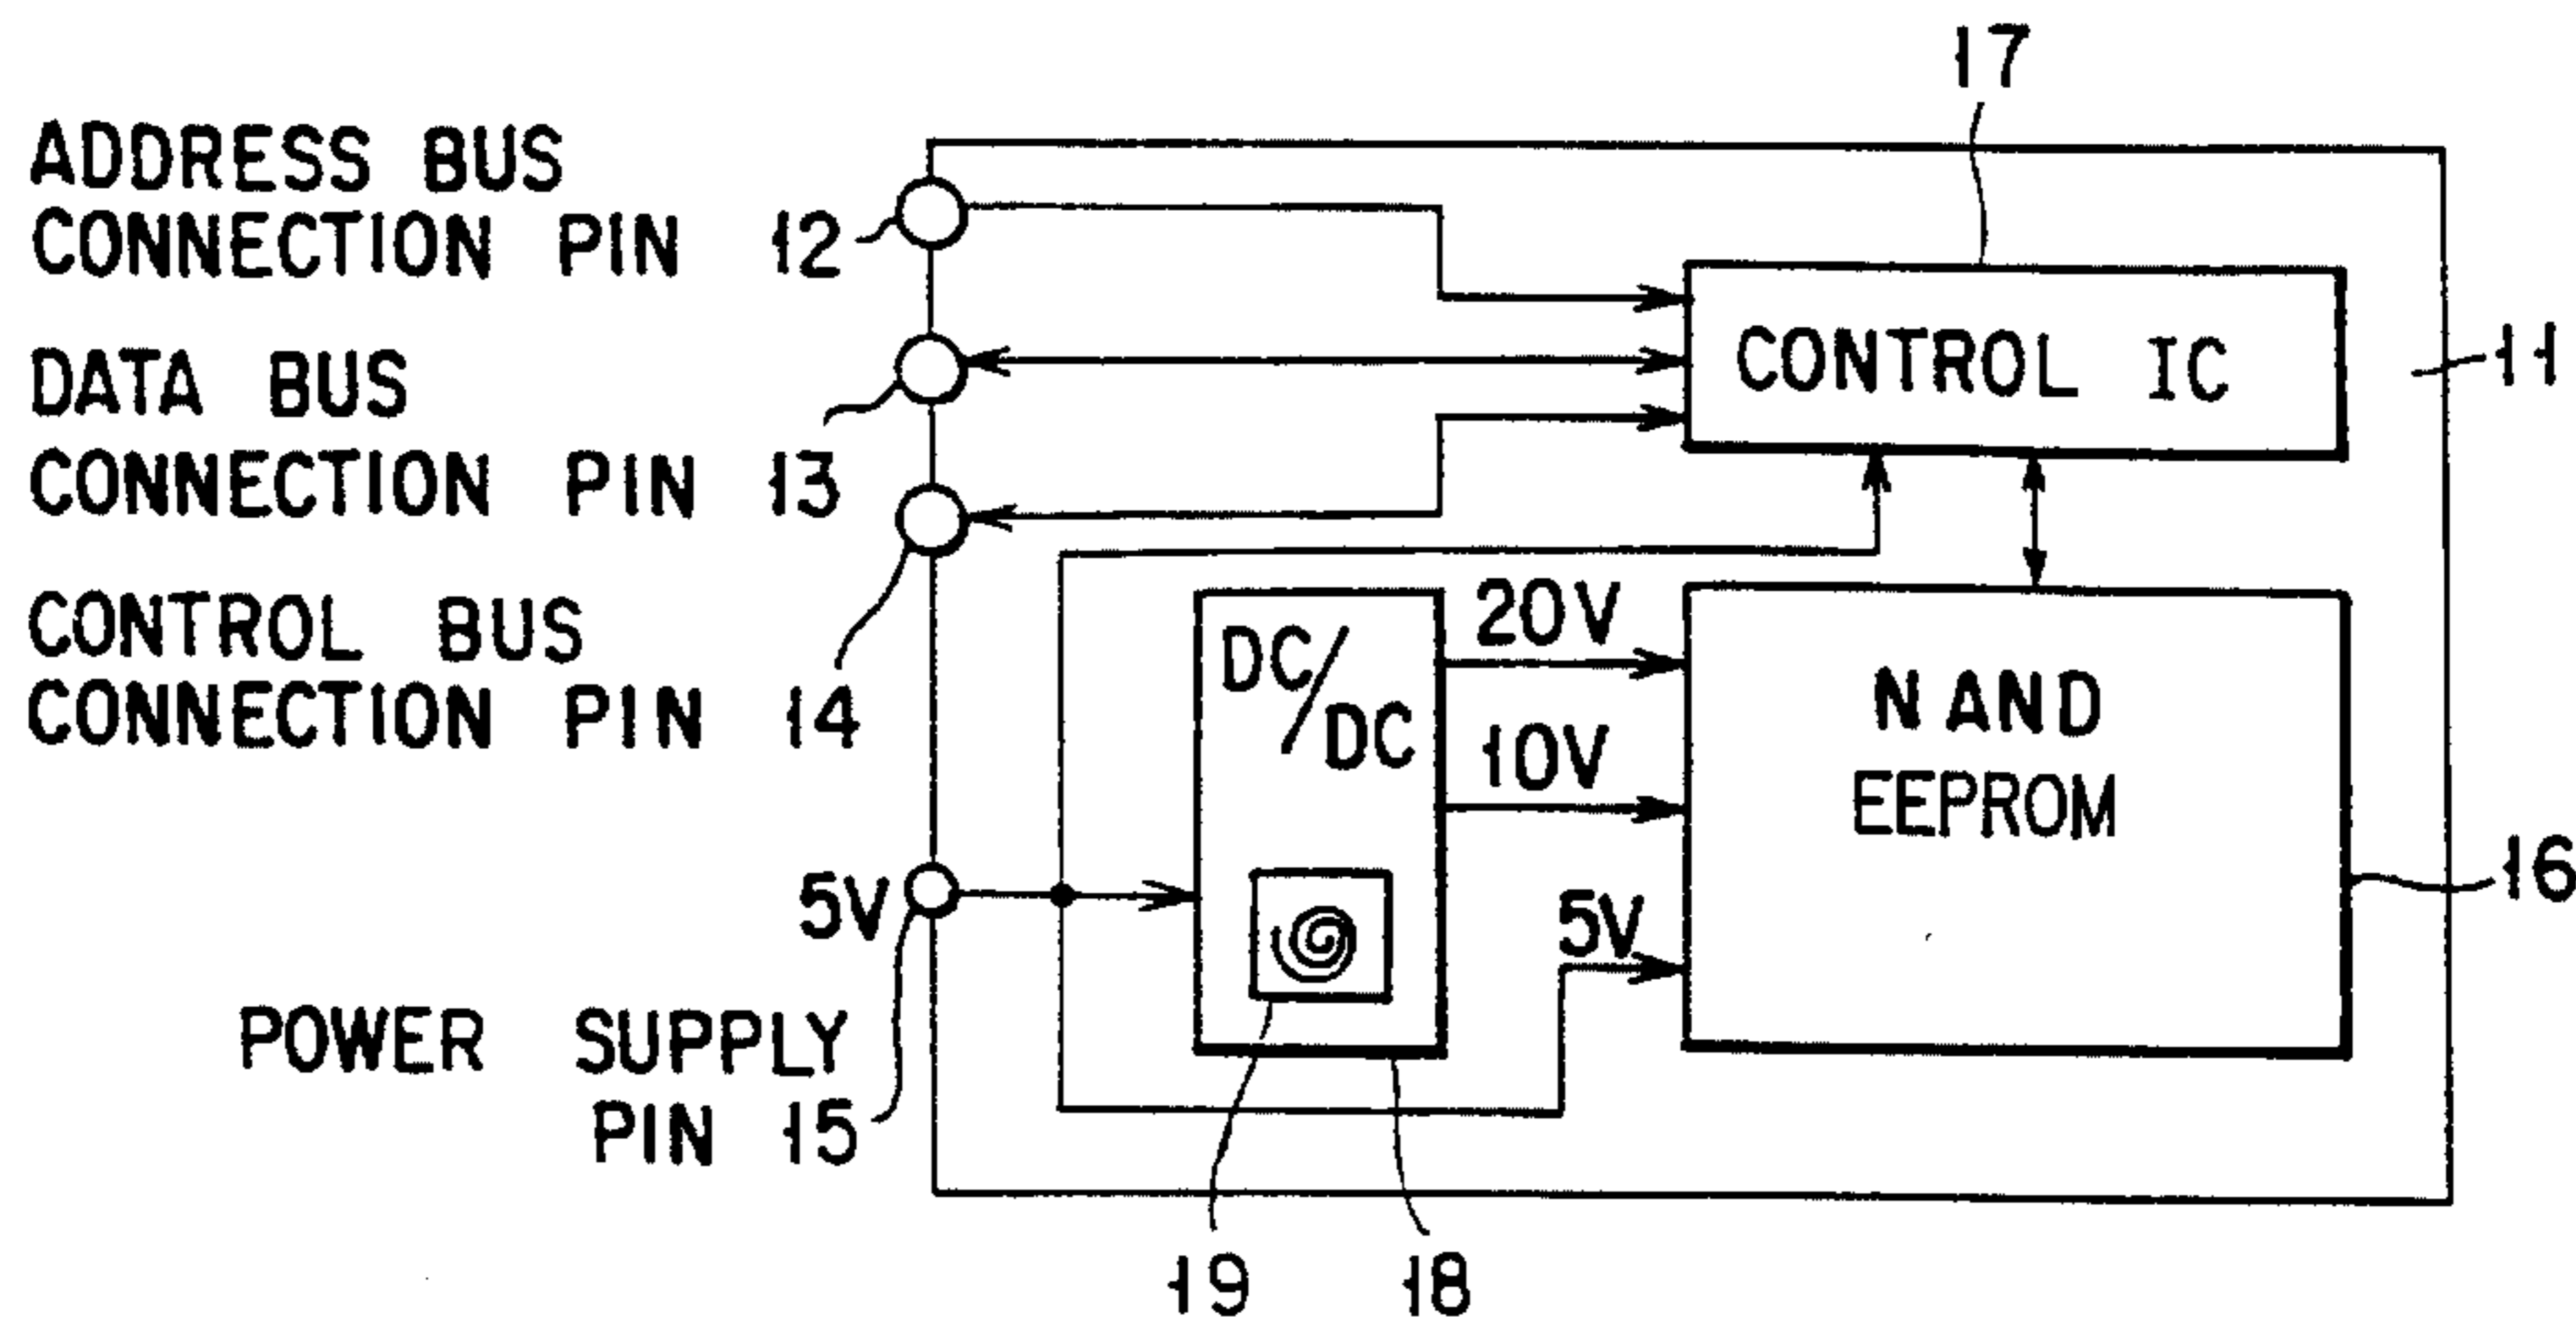 17
ADDRESS BUS
CONNECTION PIN 12
DATA BUS
CONNECTION PIN 13
CONTROL BUS
CONNECTION PIN 14
5V
POWER SUPPLY
PIN 15
CONTROL IC
11
DC/DC
20V
10V
5V
NAND
EEPROM
16
19
18